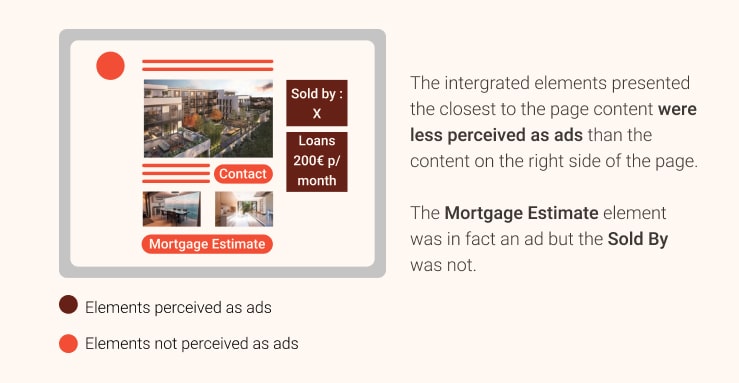 Sold by :
X
Loans
200€ p/
month
Contact
Mortgage Estimate
Elements perceived as ads
Elements not perceived as ads
The intergrated elements presented
the closest to the page content were
less perceived as ads than the
content on the right side of the page.
The Mortgage Estimate element
was in fact an ad but the Sold By
was not.